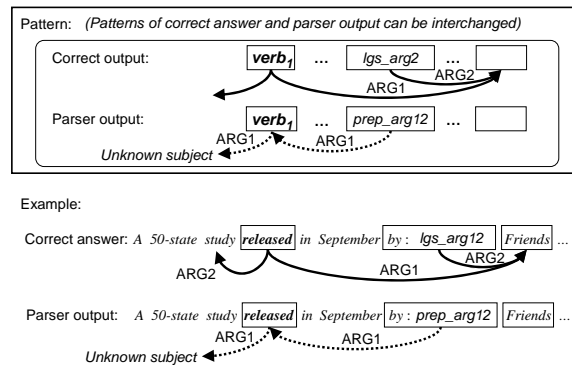 Pattern: (Patterns of correct answer and parser output can be interchanged)
Correct output: verb1 ... lgs_arg2 ...
ARG2
ARG1
Parser output: verb1 ... prep_arg12 ...
ARG1 ARG1
Unknown subject
Example:
Correct answer: A 50-state study released in September by : lgs_arg12 Friends ...
ARG2
ARG2 ARG1
Parser output: A 50-state study released in September by : prep_arg12 Friends ...
ARG1 ARG1
Unknown subject